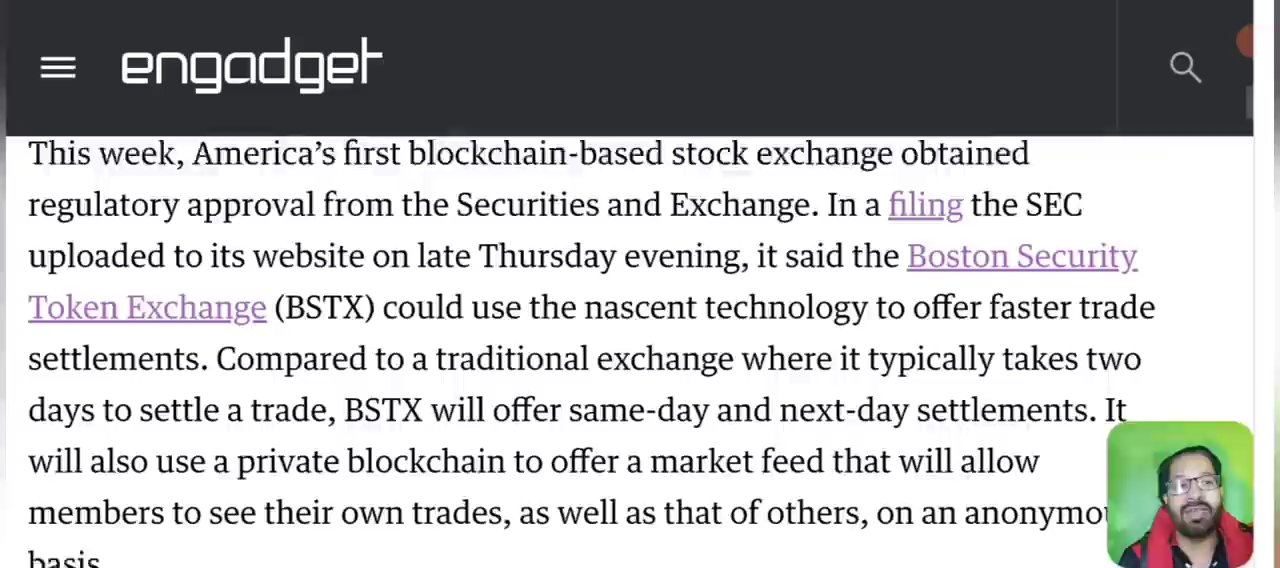 engadget
This week, America’s first blockchain-based stock exchange obtained
regulatory approval from the Securities and Exchange. In a filing the SEC
uploaded to its website on late Thursday evening, it said the Boston Security
Token Exchange (BSTX) could use the nascent technology to offer faster trade
settlements. Compared to a traditional exchange where it typically takes two
days to settle a trade, BSTX will offer same-day and next-day settlements. It
will also use a private blockchain to offer a market feed that will allow
members to see their own trades, as well as that of others, on an anonymou
basis